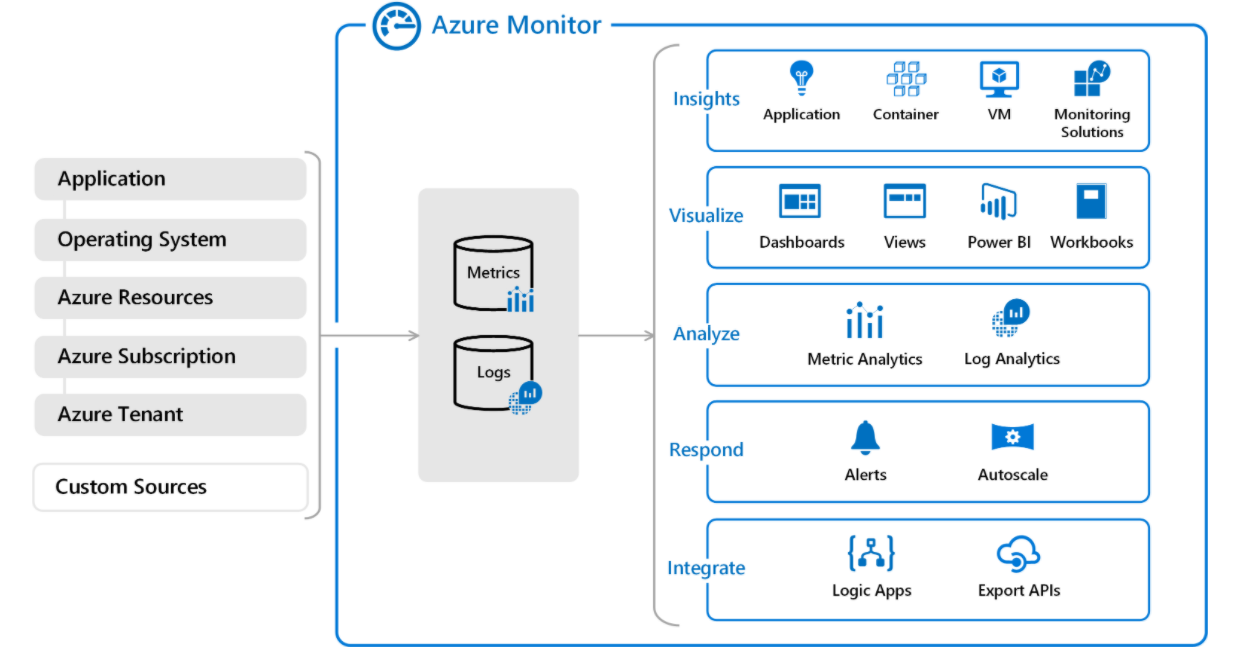 Azure Monitor
Application
Operating System
Azure Resources
Azure Subscription
Azure Tenant
Custom Sources
Metrics
Logs
Insights
Application
Container
VM
Monitoring
Solutions
Visualize
Dashboards
Views
Power BI
Workbooks
Analyze
Metric Analytics
Log Analytics
Respond
Alerts
Autoscale
Integrate
Logic Apps
Export APIs